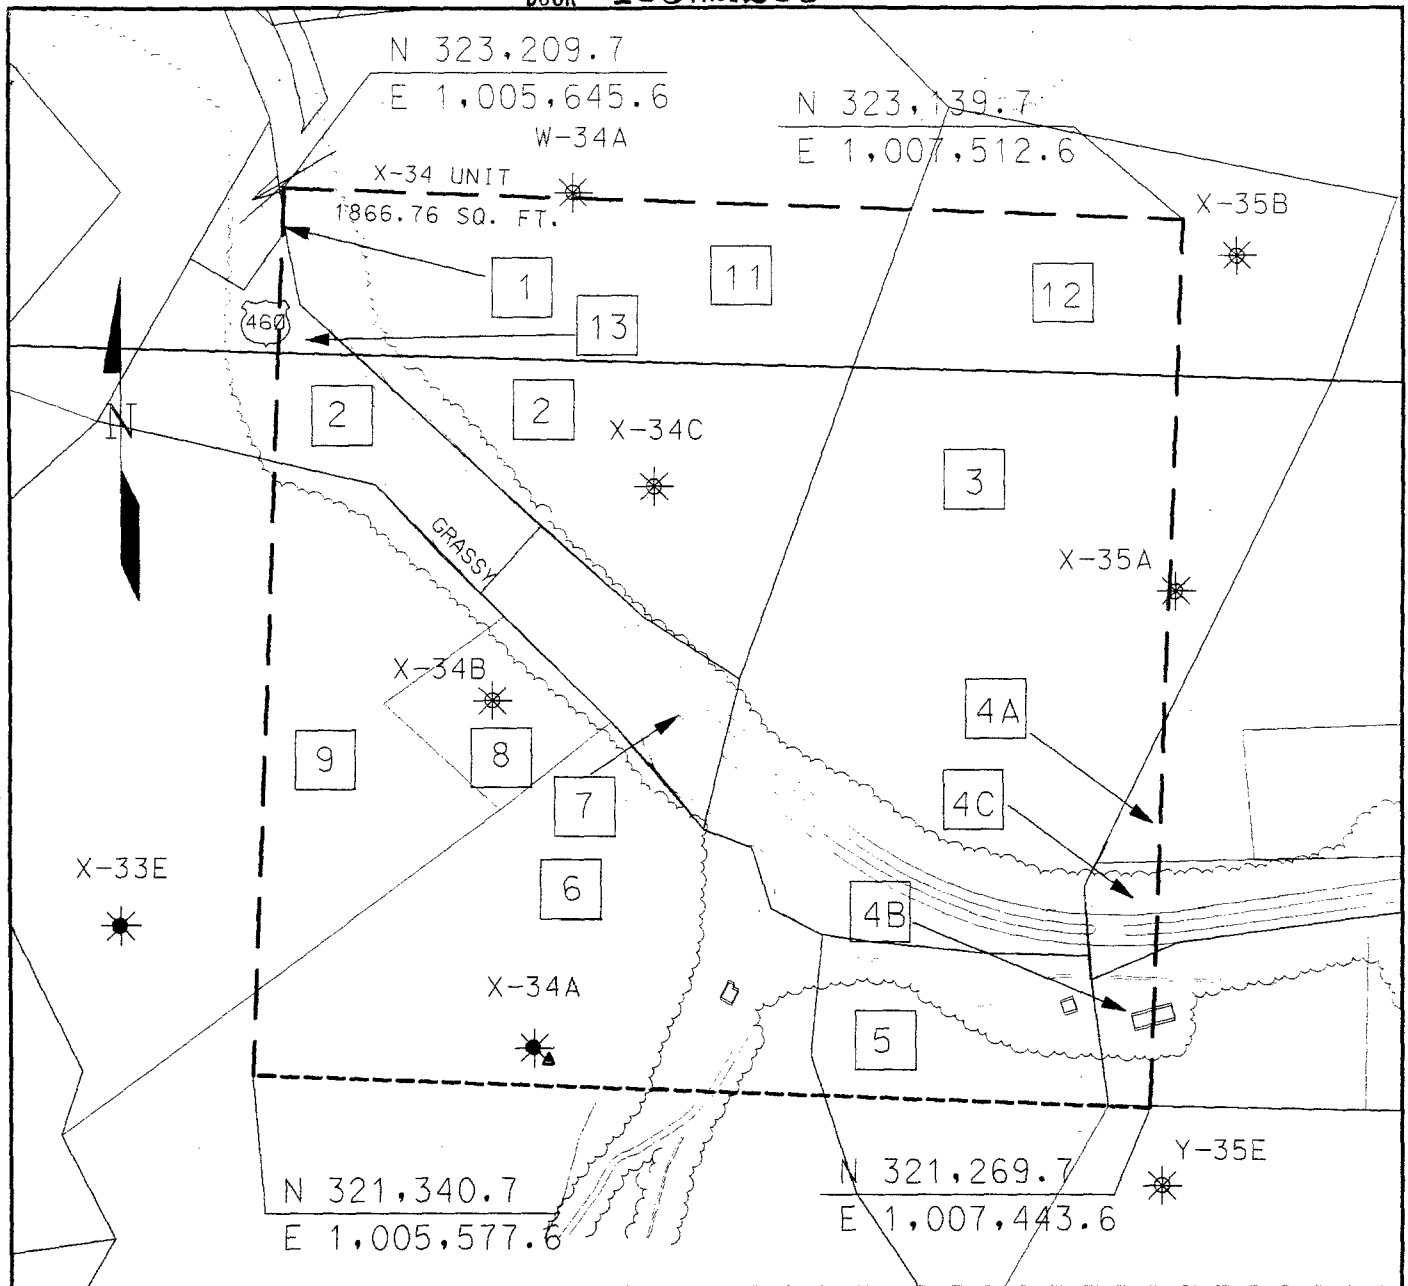 BOOK
N 323,209.7
E 1,005,645.6
N 323,139.7
E 1,007,512.6
W-34A
X-34 UNIT
1866.76 SQ. FT.
X-35B
1
11
12
13
460
2
2
X-34C
N
3
GRASSY
X-35A
X-34B
4A
9
8
7
4C
X-33E
6
4B
X-34A
5
N 321,340.7
E 1,005,577.6
N 321,269.7
E 1,007,443.6
Y-35E